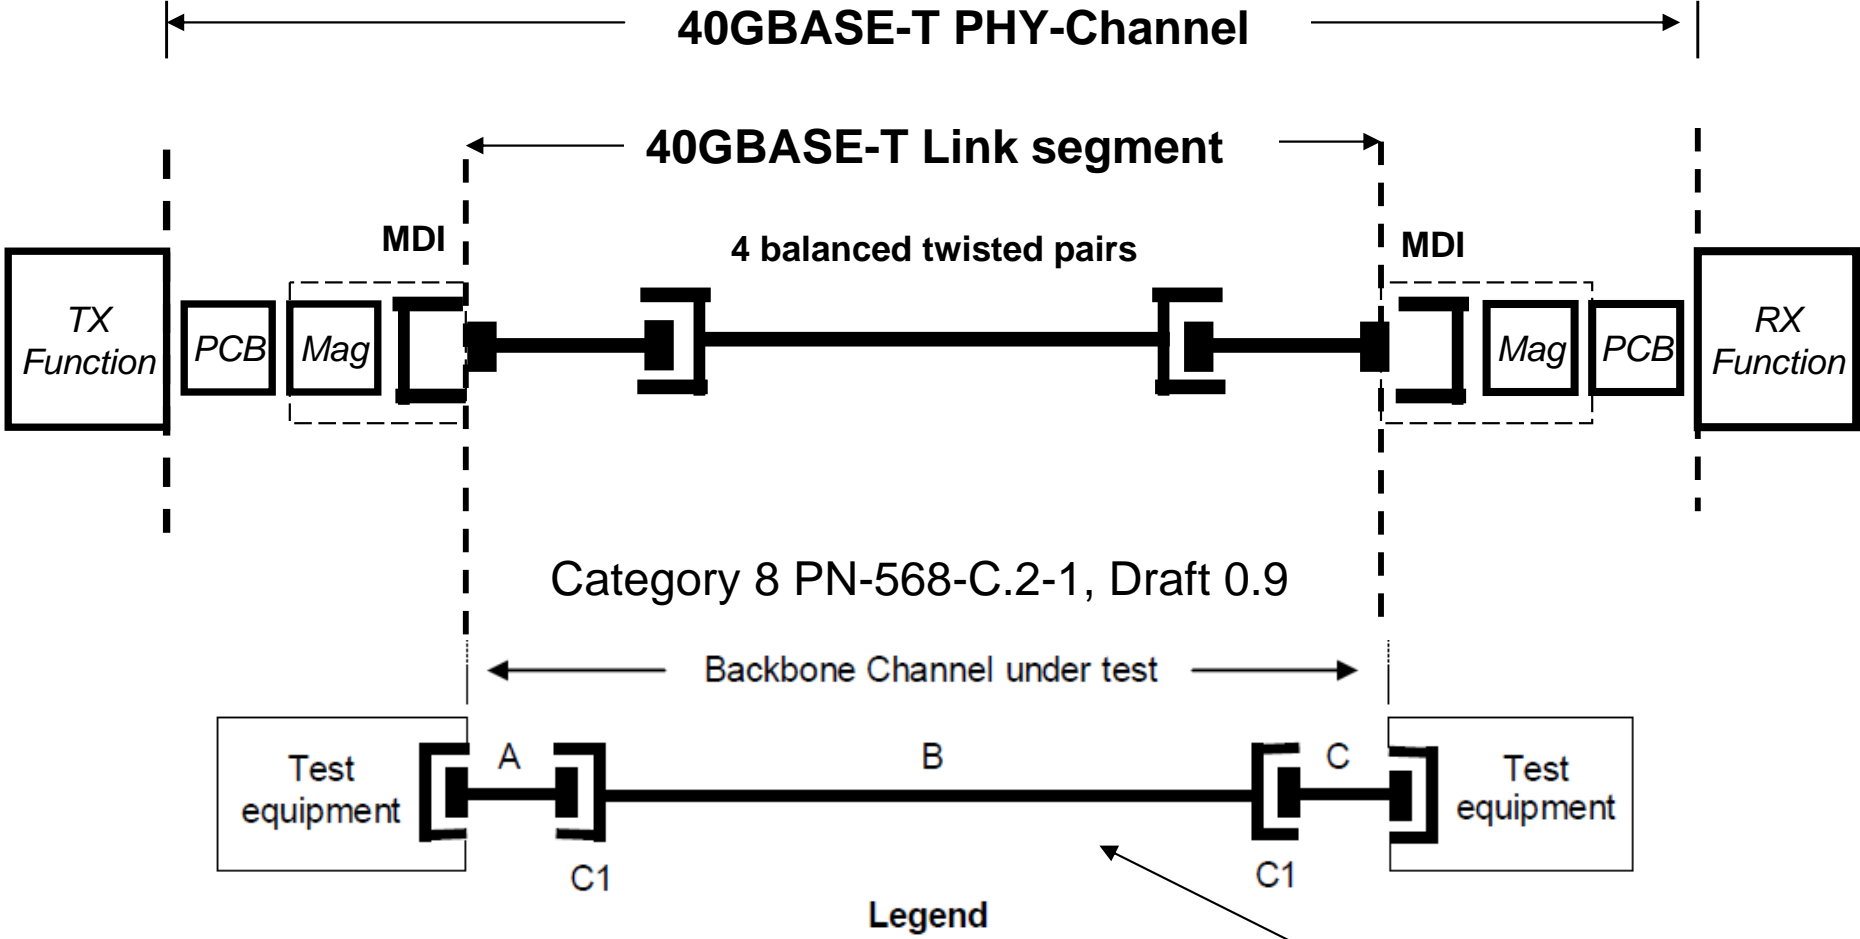 40GBASE-T PHY-Channel
40GBASE-T Link segment
MDI
4 balanced twisted pairs
MDI
TX
Function
PCB
Mag
Mag
PCB
RX
Function
Category 8 PN-568-C.2-1, Draft 0.9
Backbone Channel under test
Test
equipment
A
B
C
Test
equipment
C1
C1
Legend